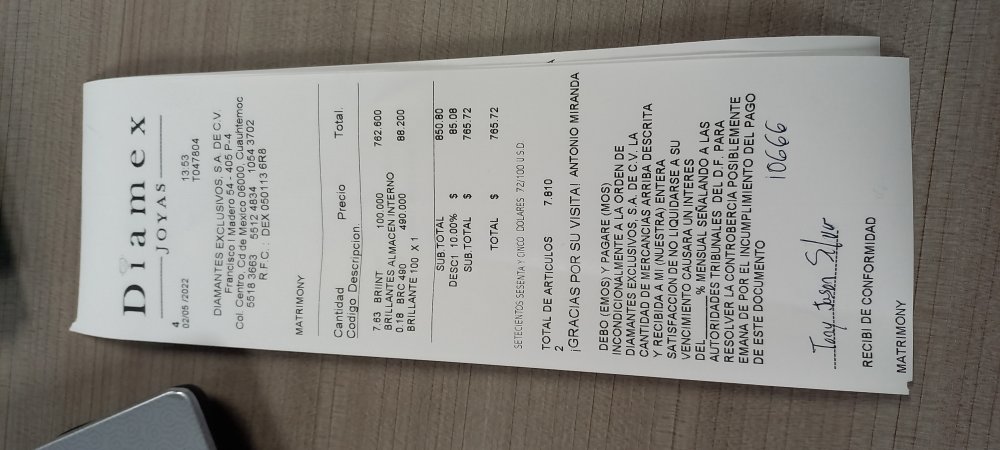 Diamex
JOYAS
4
02/05 /2022 13:53
T047804
DIAMANTES EXCLUSIVOS, S.A. DE C.V.
Francisco I Madero 54 - 405 P-4
Col. Centro, Cd de Mexico 06000, Cuauhtemoc
5518 3663 5512 4834 1054 3702
R.F.C. : DEX 050113 6R8
MATRIMONY
Cantidad Precio Total.
Codigo Descripcion.
7.63 BRIINT 100.000 762.600
BRILLANTES ALMACEN INTERNO
0.18 BRC 490 490.000 88.200
BRILLANTE 100 X 1
SUB.TOTAL 850.80
DESC1 10.00% $ 85.08
SUB.TOTAL $ 765.72
TOTAL $ 765.72
SETECIENTOS SESENTA Y CINCO DOLARES 72/100 U.S.D.
TOTAL DE ARTICULOS 7.810
2
¡GRACIAS POR SU VISITA! ANTONIO MIRANDA
DEBO (EMOS) Y PAGARE (MOS)
INCONDICIONALMENTE A LA ORDEN DE
DIAMANTES EXCLUSIVOS, S.A. DE C.V. LA
CANTIDAD DE MERCANCIAS ARRIBA DESCRITA
Y RECIBIDA A MI (NUESTRA) ENTERA
SATISFACCION DE NO LIQUIDARSE A SU
VENCIMIENTO CAUSARA UN INTERES
DEL % MENSUAL SEÑALANDO A LAS
AUTORIDADES TRIBUNALES DEL D.F. PARA
RESOLVER LA CONTROBERCIA POSIBLEMENTE
EMANA DE POR EL INCUMPLIMIENTO DEL PAGO
DE ESTE DOCUMENTO
10666
RECIBI DE CONFORMIDAD
MATRIMONY